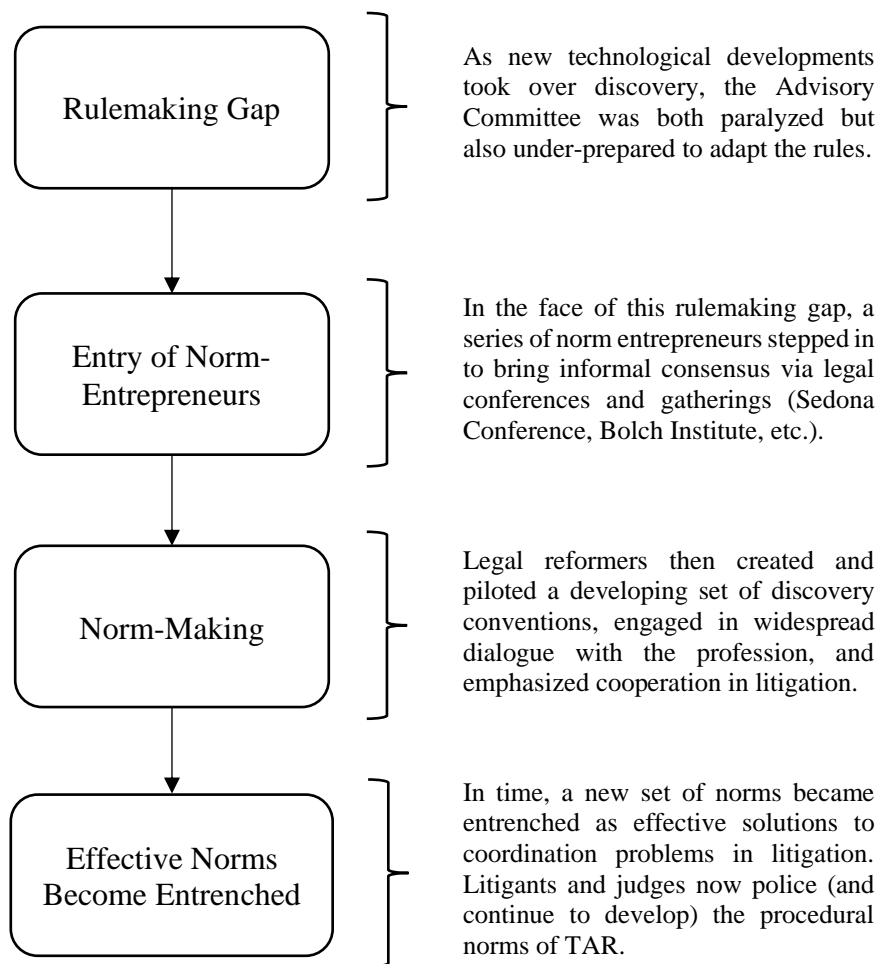 Rulemaking Gap
As new technological developments
took over discovery, the Advisory
Committee was both paralyzed but
also under-prepared to adapt the rules.
Entry of Norm-
Entrepreneurs
In the face of this rulemaking gap, a
series of norm entrepreneurs stepped in
to bring informal consensus via legal
conferences and gatherings (Sedona
Conference, Bolch Institute, etc.).
Norm-Making
Legal reformers then created and
piloted a developing set of discovery
conventions, engaged in widespread
dialogue with the profession, and
emphasized cooperation in litigation.
Effective Norms
Become Entrenched
In time, a new set of norms became
entrenched as effective solutions to
coordination problems in litigation.
Litigants and judges now police (and
continue to develop) the procedural
norms of TAR.